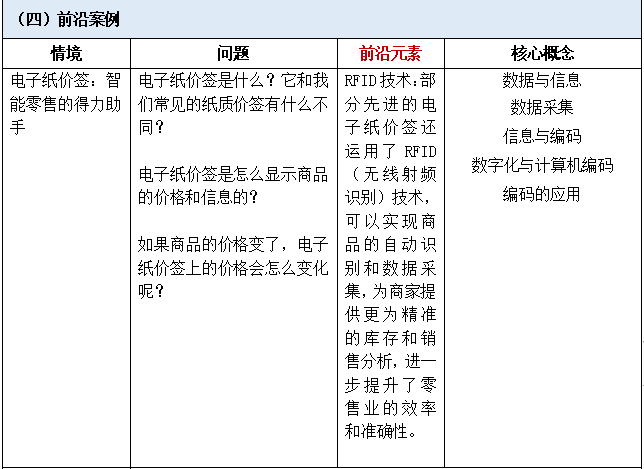 （四）前沿案例
情境
问题
前沿元素
核心概念
电子纸价签：智
能零售的得力助
手
电子纸价签是什么？它和我
们常见的纸质价签有什么不
同？
电子纸价签是怎么显示商品
的价格和信息的？
如果商品的价格变了，电子
纸价签上的价格会怎么变化
呢？
RFID技术：部
分先进的电
子纸价签还
运用了 RFID
（无线射频
识别）技术，
可以实现商
品的自动识
别和数据采
集，为商家提
供更为精准
的库存和销
售分析，进一
步提升了零
售业的效率
和准确性。
数据与信息
数据采集
信息与编码
数字化与计算机编码
编码的应用